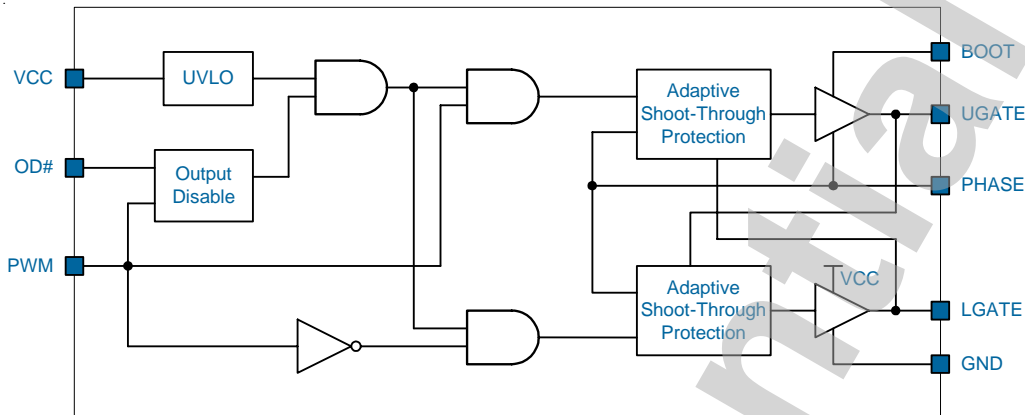 VCC
UVLO
OD#
Output
Disable
PWM
Adaptive
Shoot-Through
Protection
BOOT
UGATE
PHASE
Adaptive
Shoot-Through
Protection
VCC
LGATE
GND
ntial